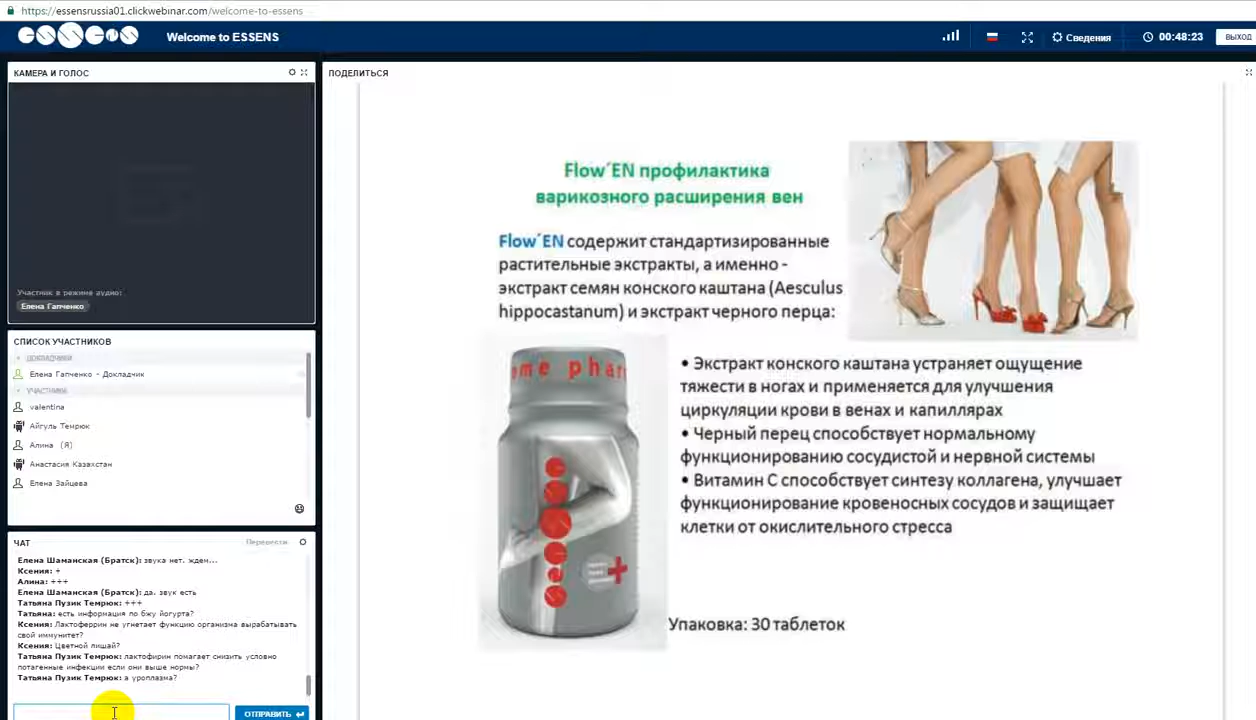 https://essensrussia01.clickwebinar.com/welcome-to-essens
ESSENS
Welcome to ESSENS
Сведения
00:48:23
ВЫХОД
КАМЕРА И ГОЛОС
Участник в режиме аудио:
Елена Гапченко
СПИСОК УЧАСТНИКОВ
ДОКЛАДЧИКИ
Елена Гапченко - Докладчик
УЧАСТНИКИ
valentina
Айгуль Темрюк
Алина (Я)
Анастасия Казахстан
Елена Зайцева
ЧАТ
Перевести:
Елена Шаманская (Братск): звука нет. ждем...
Ксения: +
Алина: +++
Елена Шаманская (Братск): да. звук есть
Татьяна Пузик Темрюк: +++
Татьяна: есть информация по бжу йогурта?
Ксения: Лактоферрин не угнетает функцию организма вырабатывать
свой иммунитет?
Ксения: Цветной лишай?
Татьяна Пузик Темрюк: лактофирин помагает снизить условно
потагенные инфекции если они выше нормы?
Татьяна Пузик Темрюк: а уроплазма?
ОТПРАВИТЬ
ПОДЕЛИТЬСЯ
Flow´EN профилактика
варикозного расширения вен
Flow´EN содержит стандартизированные
растительные экстракты, а именно -
экстракт семян конского каштана (Aesculus
hippocastanum) и экстракт черного перца:
ome phar
• Экстракт конского каштана устраняет ощущение
тяжести в ногах и применяется для улучшения
циркуляции крови в венах и капиллярах
• Черный перец способствует нормальному
функционированию сосудистой и нервной системы
• Витамин С способствует синтезу коллагена, улучшает
функционирование кровеносных сосудов и защищает
клетки от окислительного стресса
Упаковка: 30 таблеток